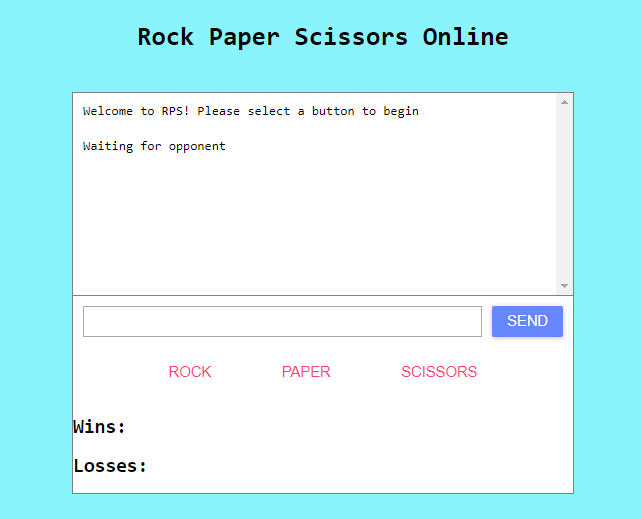 Rock Paper Scissors Online
Welcome to RPS! Please select a button to begin
Waiting for opponent
SEND
ROCK PAPER SCISSORS
Wins:
Losses: